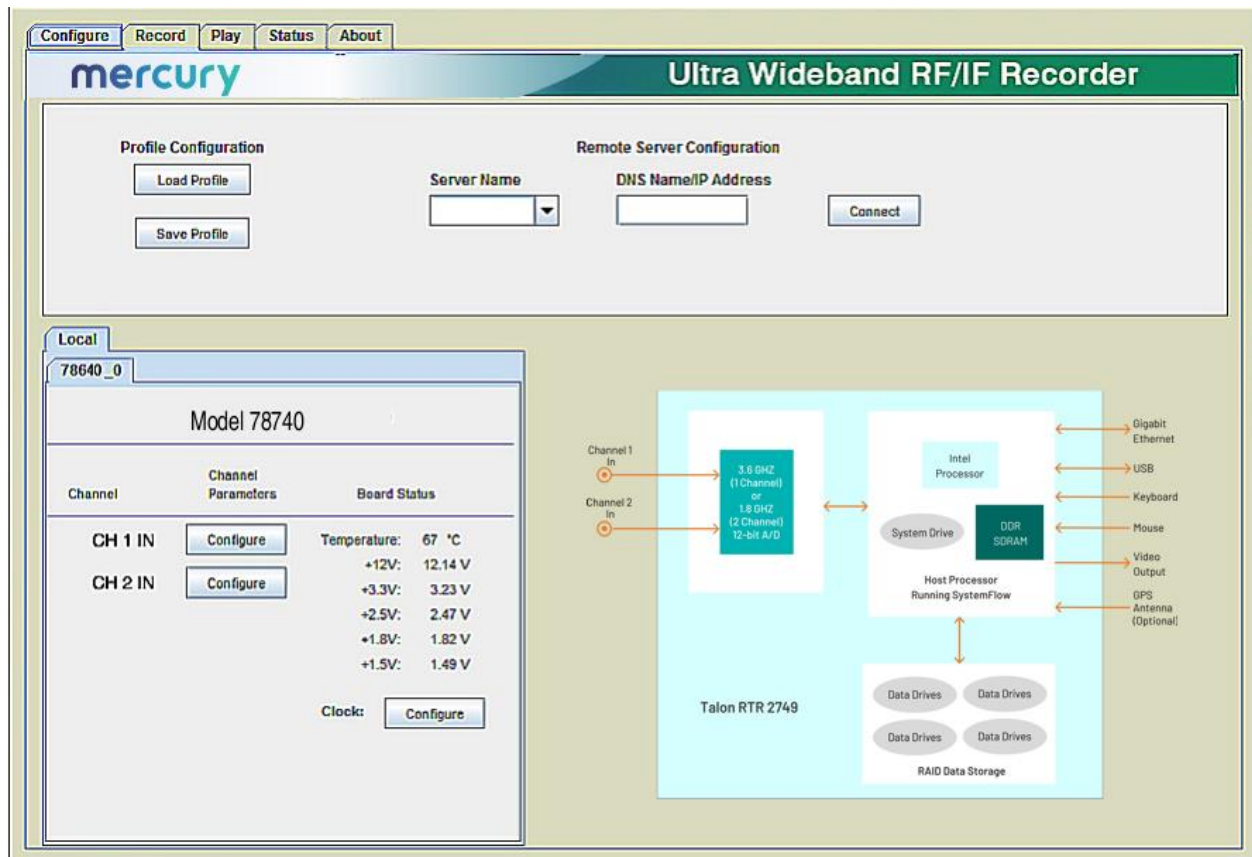 Configure Record Play Status About
mercury
Ultra Wideband RF/IF Recorder
Profile Configuration
Load Profile
Save Profile
Remote Server Configuration
Server Name DNS Name/IP Address
Connect
Local
78640_0
Model 78740
Channel
Channel
Parameters
Board Status
CH 1 IN Configure
CH 2 IN Configure
Temperature: 67 °C
+12V: 12.14 V
+3.3V: 3.23 V
+2.5V: 2.47 V
+1.8V: 1.82 V
+1.5V: 1.49 V
Clock: Configure
Channel 1
In
Channel 2
In
3.6 GHZ
(1 Channel)
or
1.8 GHZ
(2 Channel)
12-bit A/D
Intel
Processor
System Drive
DDR
SDRAM
Host Processor
Running SystemFlow
Gigabit
Ethernet
USB
Keyboard
Mouse
Video
Output
GPS
Antenna
(Optional)
Talon RTR 2749
Data Drives Data Drives
Data Drives Data Drives
RAID Data Storage